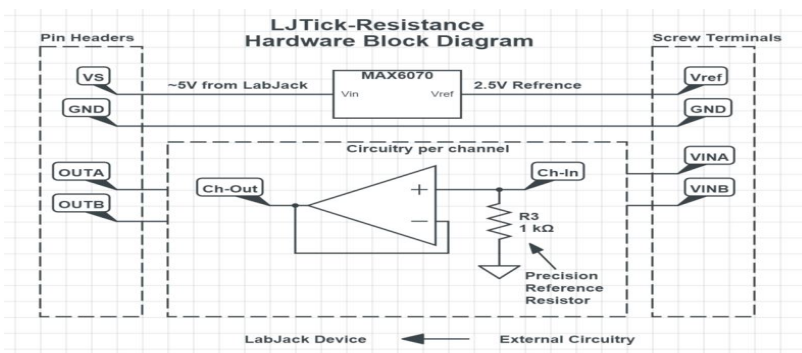 LJTick-Resistance
Hardware Block Diagram
Pin Headers
Screw Terminals
VS
~5V from LabJack
MAX6070
Vin
Vref
2.5V Refrence
Vref
GND
GND
Circuitry per channel
OUTA
OUTB
Ch-Out
Ch-In
VINA
VINB
R3
1 kΩ
Precision
Reference
Resistor
LabJack Device
External Circuitry